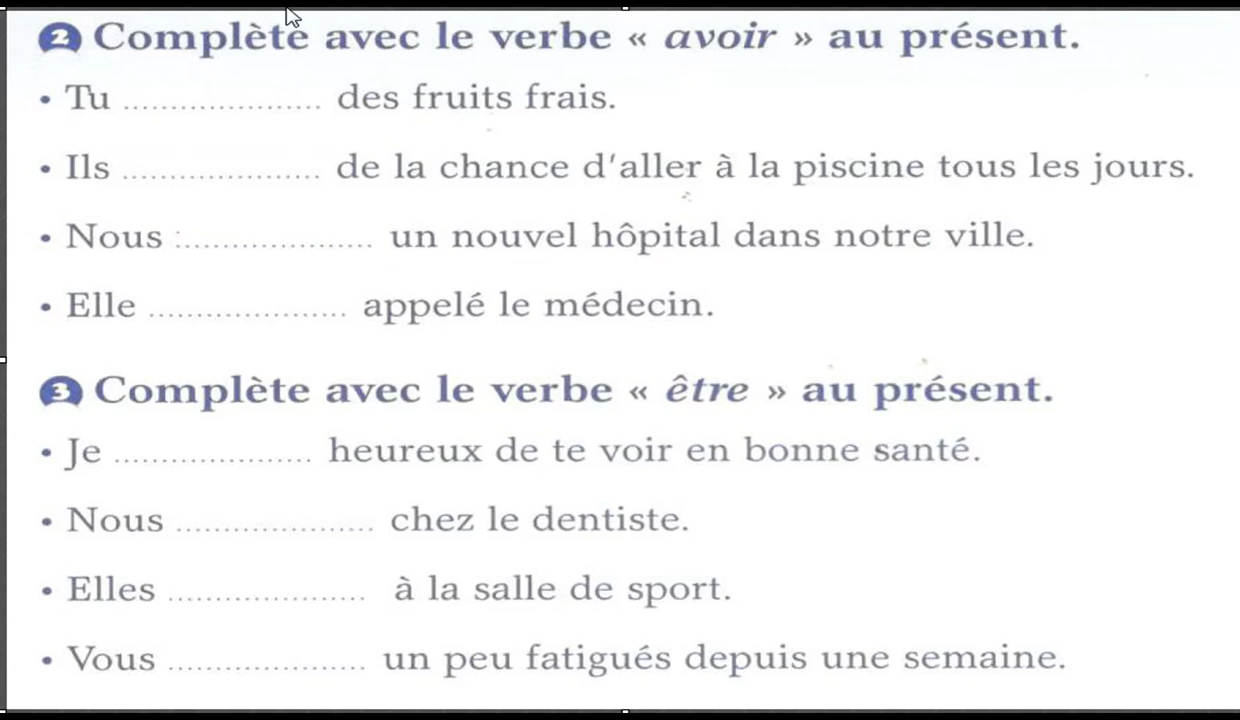 2 Complète avec le verbe « avoir » au présent.
• Tu ..................... des fruits frais.
• Ils ..................... de la chance d'aller à la piscine tous les jours.
• Nous ..................... un nouvel hôpital dans notre ville.
• Elle ..................... appelé le médecin.
3 Complète avec le verbe « être » au présent.
• Je ..................... heureux de te voir en bonne santé.
• Nous ..................... chez le dentiste.
• Elles ..................... à la salle de sport.
• Vous ..................... un peu fatigués depuis une semaine.